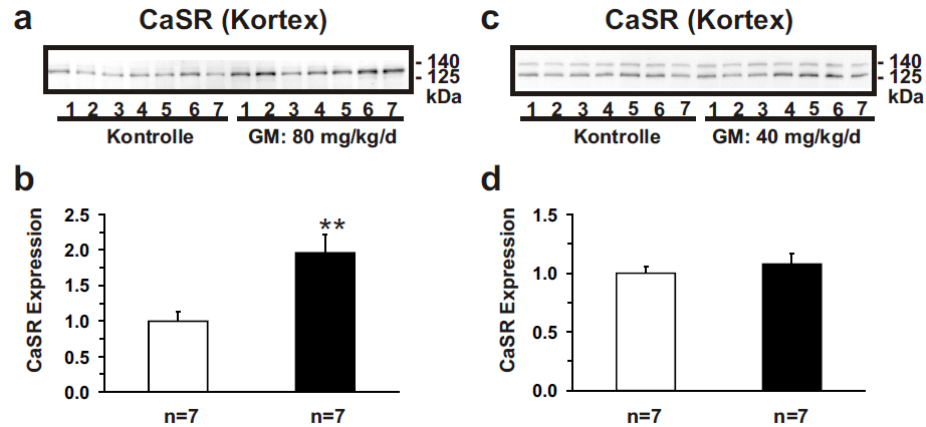 a
CaSR (Kortex)
- 140
- 125
kDa
1 2 3 4 5 6 7 1 2 3 4 5 6 7
Kontrolle GM: 80 mg/kg/d
b
CaSR Expression
2.5
2.0
1.5
1.0
0.5
0.0
**
n=7 n=7
c
CaSR (Kortex)
- 140
- 125
kDa
1 2 3 4 5 6 7 1 2 3 4 5 6 7
Kontrolle GM: 40 mg/kg/d
d
CaSR Expression
1.5
1.0
0.5
0.0
n=7 n=7